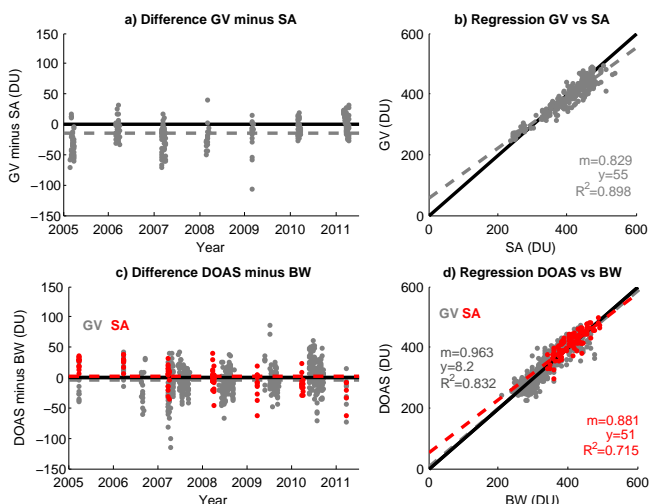 a) Difference GV minus SA
GV minus SA (DU)
150
100
50
0
−50
−100
−150
2005 2006 2007 2008 2009 2010 2011
Year
b) Regression GV vs SA
GV (DU)
600
400
200
0
0 200 400 600
SA (DU)
m=0.829
y=55
R²=0.898
c) Difference DOAS minus BW
DOAS minus BW (DU)
150
100
50
0
−50
−100
−150
2005 2006 2007 2008 2009 2010 2011
Year
GV SA
d) Regression DOAS vs BW
DOAS (DU)
600
400
200
0
0 200 400 600
BW (DU)
GV SA
m=0.963
y=8.2
R²=0.832
m=0.881
y=51
R²=0.715